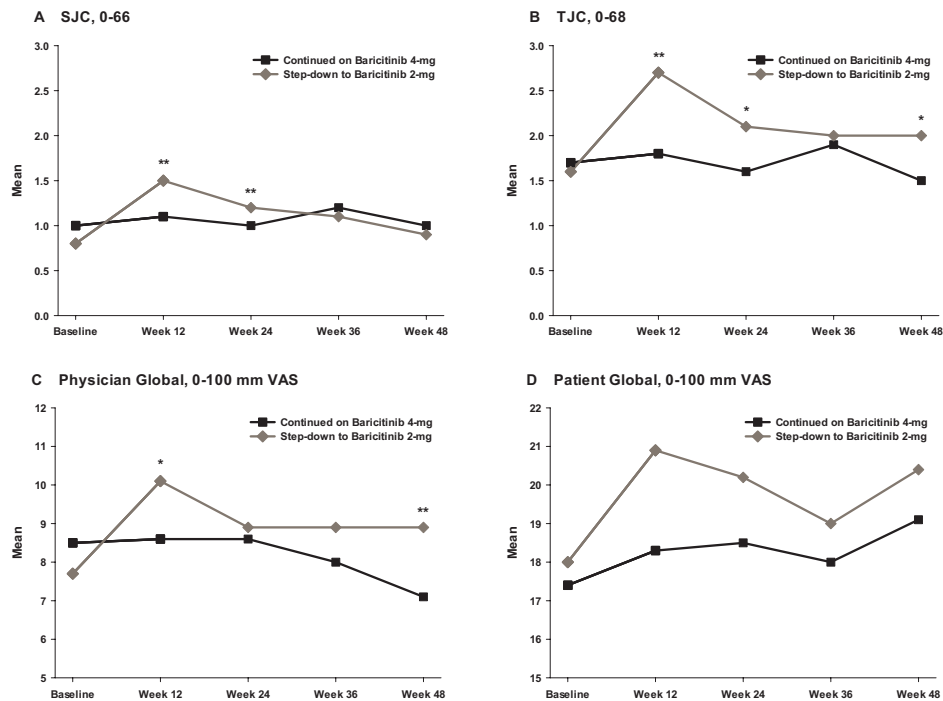 A SJC, 0-66
3.0
2.5
2.0
1.5
1.0
0.5
0.0
Mean
Continued on Baricitinib 4-mg
Step-down to Baricitinib 2-mg
**
**
Baseline Week 12 Week 24 Week 36 Week 48
B TJC, 0-68
3.0
2.5
2.0
1.5
1.0
0.5
0.0
Mean
Continued on Baricitinib 4-mg
Step-down to Baricitinib 2-mg
**
*
*
Baseline Week 12 Week 24 Week 36 Week 48
C Physician Global, 0-100 mm VAS
12
11
10
9
8
7
6
5
Mean
Continued on Baricitinib 4-mg
Step-down to Baricitinib 2-mg
*
**
Baseline Week 12 Week 24 Week 36 Week 48
D Patient Global, 0-100 mm VAS
22
21
20
19
18
17
16
15
Mean
Continued on Baricitinib 4-mg
Step-down to Baricitinib 2-mg
Baseline Week 12 Week 24 Week 36 Week 48